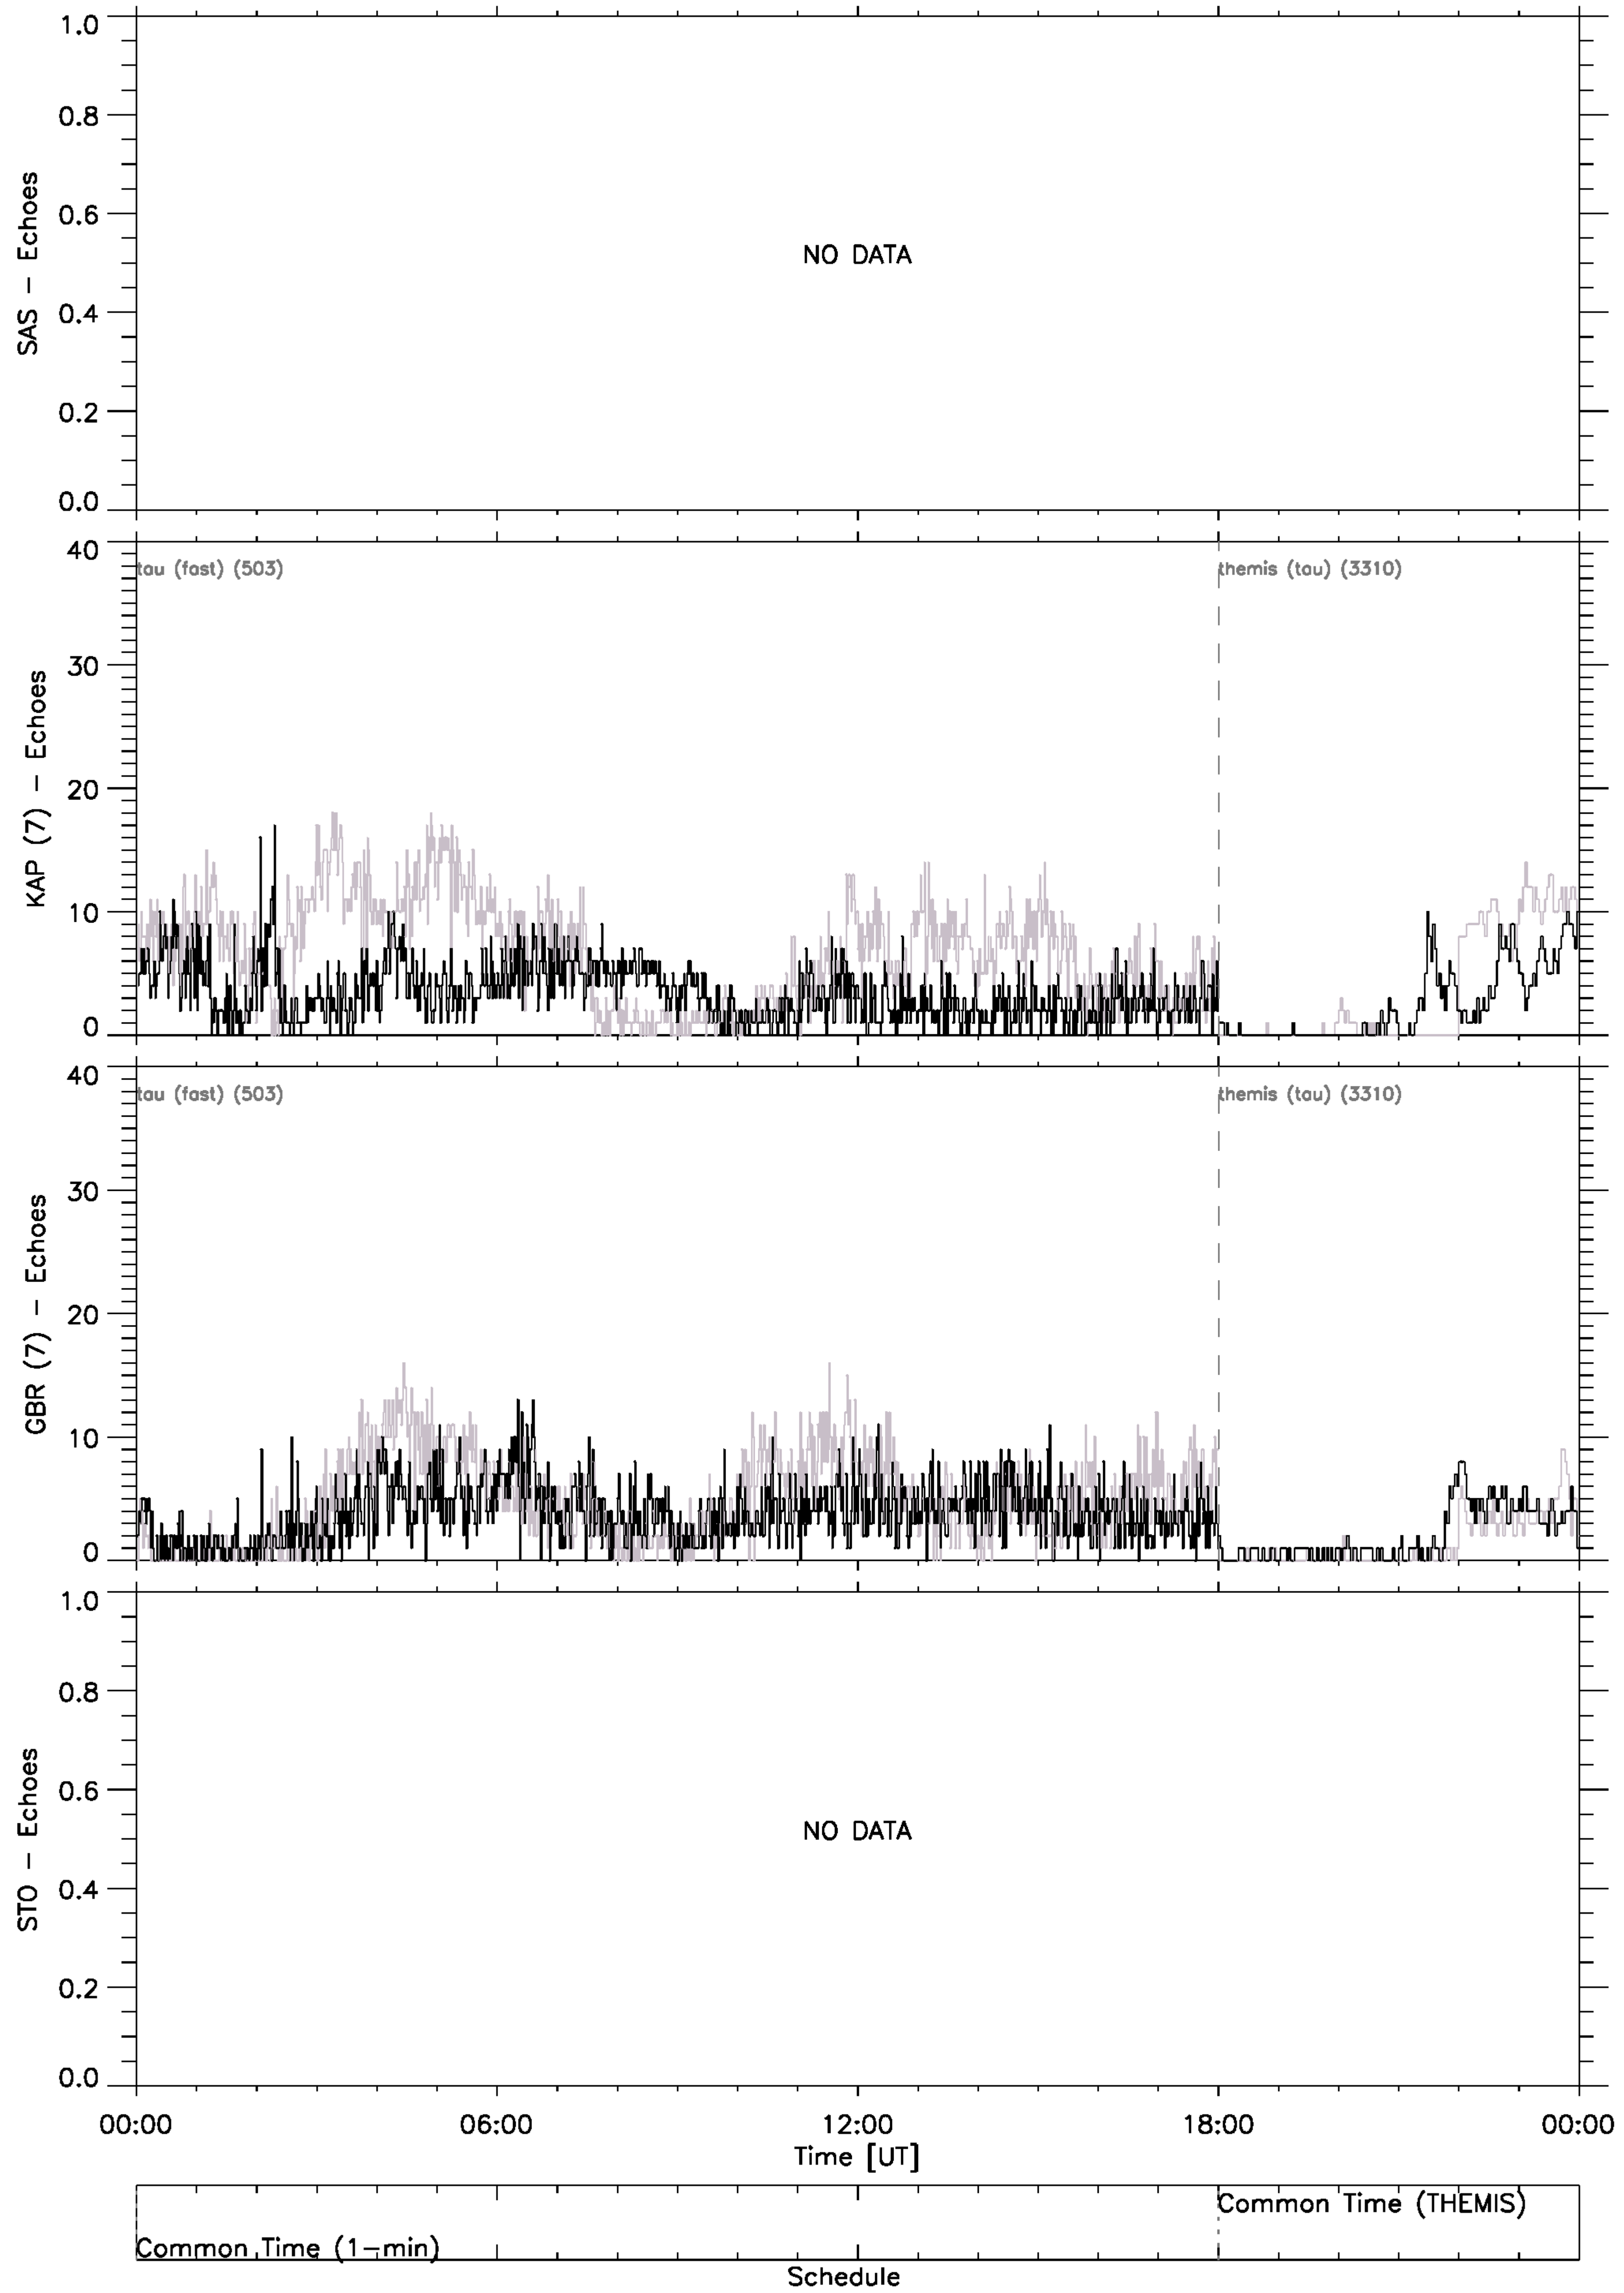 1.0
0.8
0.6
0.4
0.2
0.0
SAS – Echoes
NO DATA
40
30
20
10
0
KAP (7) – Echoes
tau (fast) (503)
themis (tau) (3310)
40
30
20
10
0
GBR (7) – Echoes
tau (fast) (503)
themis (tau) (3310)
1.0
0.8
0.6
0.4
0.2
0.0
STO – Echoes
NO DATA
00:00 06:00 12:00 18:00 00:00
Time [UT]
Common Time (THEMIS)
Common Time (1–min)
Schedule